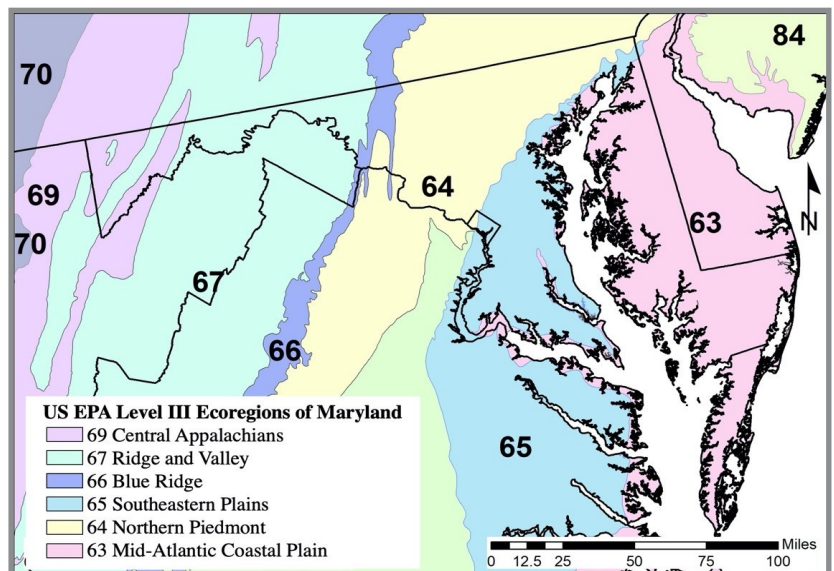 84
70
69
64
N
63
70
67
66
US EPA Level III Ecoregions of Maryland
69 Central Appalachians
67 Ridge and Valley
66 Blue Ridge
65 Southeastern Plains
64 Northern Piedmont
63 Mid-Atlantic Coastal Plain
65
Miles
0 12.5 25 50 75 100